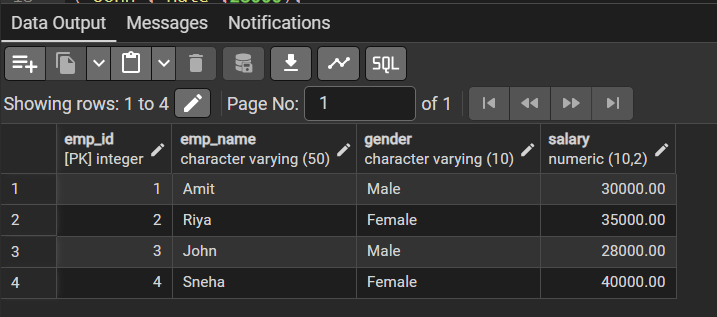 Data Output Messages Notifications
SQL
Showing rows: 1 to 4 Page No: 1 of 1
emp_id emp_name gender salary
[PK] integer character varying (50) character varying (10) numeric (10,2)
1 1 Amit Male 30000.00
2 2 Riya Female 35000.00
3 3 John Male 28000.00
4 4 Sneha Female 40000.00